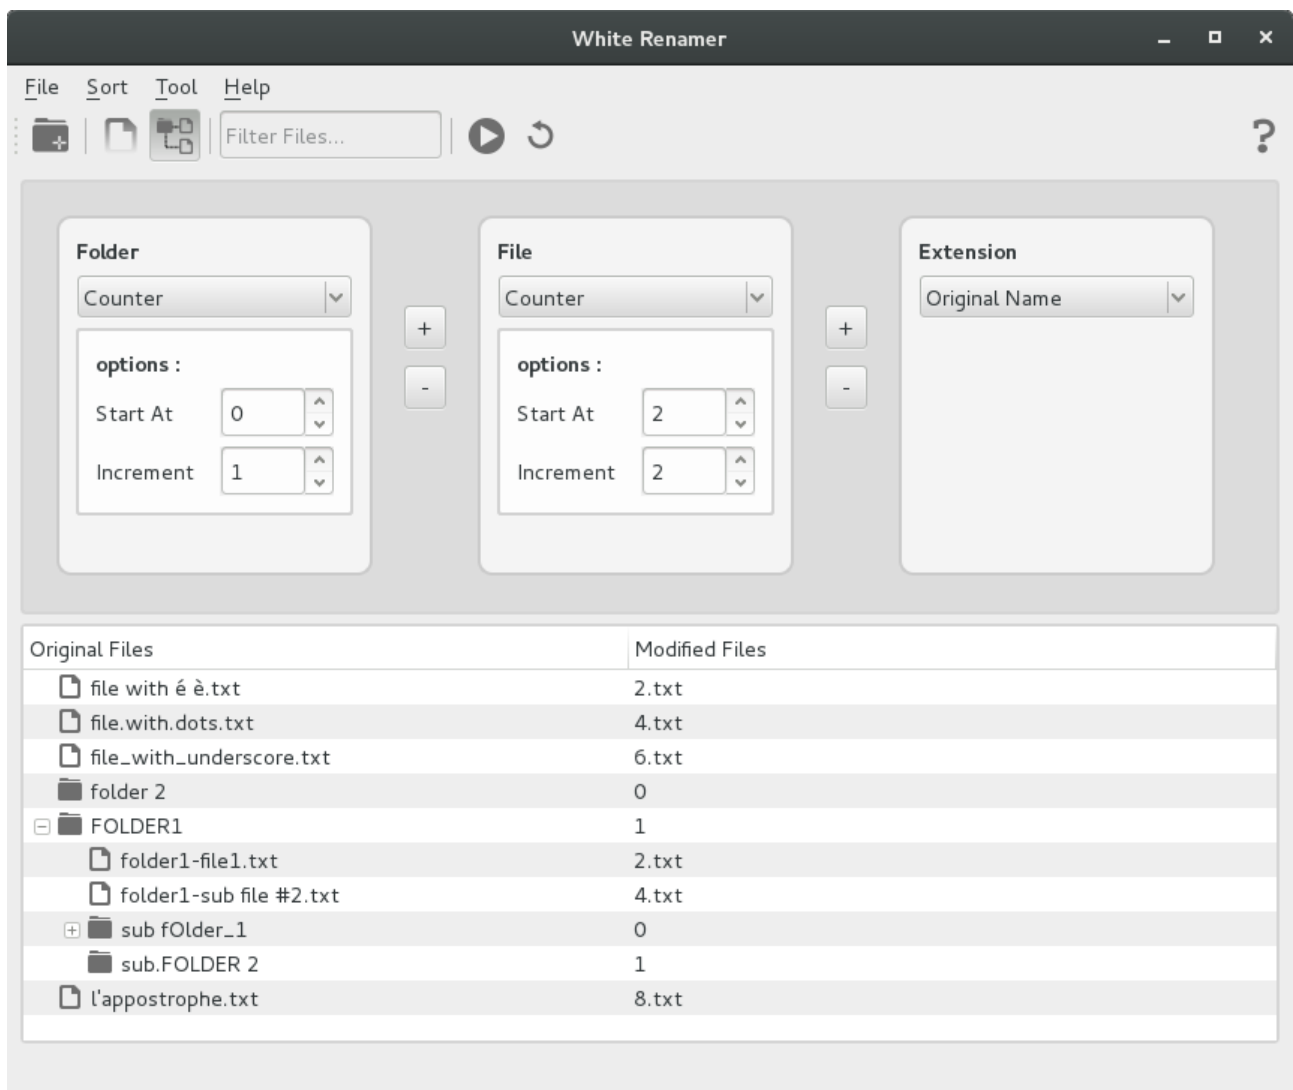 White Renamer
File Sort Tool Help
Filter Files...
?
Folder File Extension
Counter Counter Original Name
+ +
options : options :
- -
Start At 0 Start At 2
Increment 1 Increment 2
Original Files Modified Files
file with é è.txt 2.txt
file.with.dots.txt 4.txt
file_with_underscore.txt 6.txt
folder 2 0
FOLDER1 1
folder1-file1.txt 2.txt
folder1-sub file #2.txt 4.txt
sub fOlder_1 0
sub.FOLDER 2 1
l'appostrophe.txt 8.txt